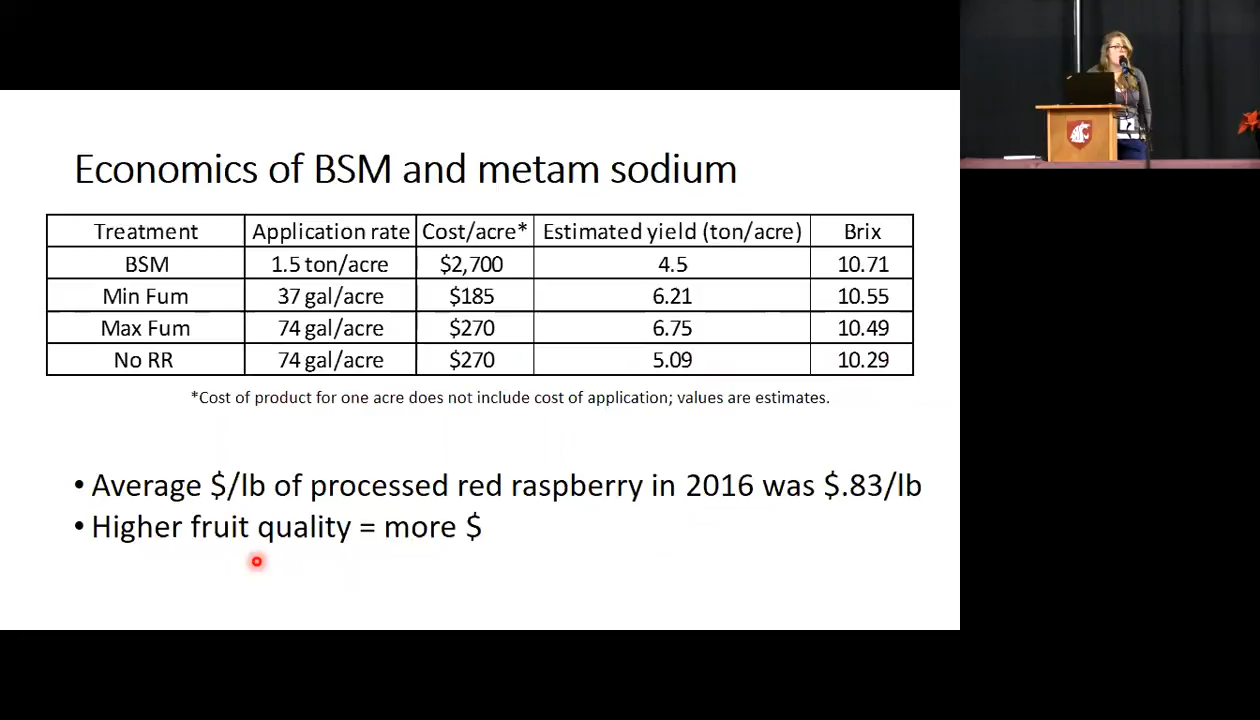 Economics of BSM and metam sodium
Treatment Application rate Cost/acre* Estimated yield (ton/acre) Brix
BSM 1.5 ton/acre $2,700 4.5 10.71
Min Fum 37 gal/acre $185 6.21 10.55
Max Fum 74 gal/acre $270 6.75 10.49
No RR 74 gal/acre $270 5.09 10.29
*Cost of product for one acre does not include cost of application; values are estimates.
• Average $/lb of processed red raspberry in 2016 was $.83/lb
• Higher fruit quality = more $